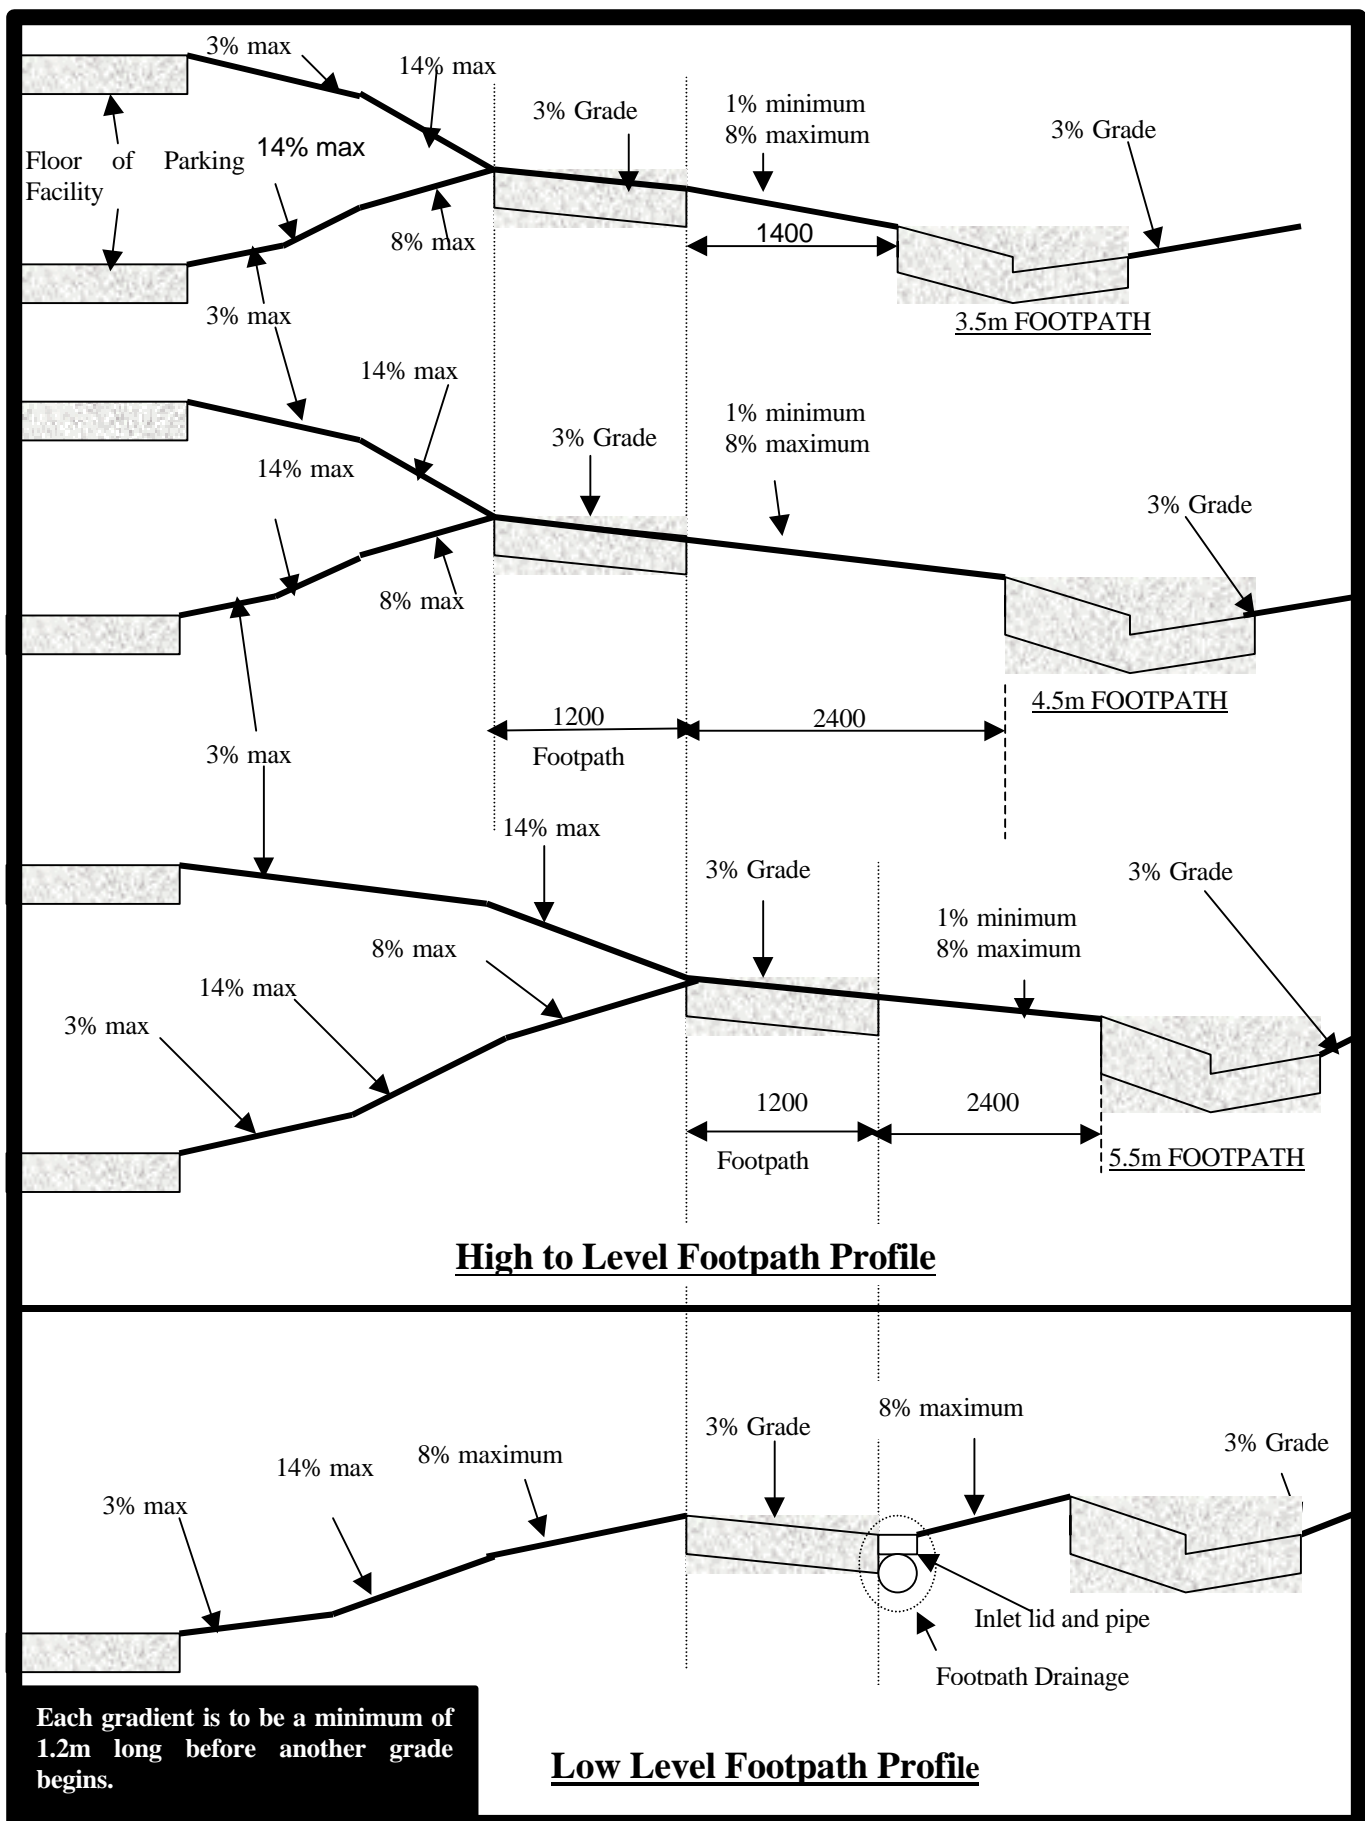 3% max
14% max
3% Grade
1% minimum
8% maximum
3% Grade
Floor of Parking
Facility
14% max
8% max
1400
3% max
3.5m FOOTPATH
14% max
1% minimum
8% maximum
3% Grade
14% max
3% Grade
8% max
4.5m FOOTPATH
1200
2400
3% max
Footpath
14% max
3% Grade
3% Grade
1% minimum
8% maximum
8% max
14% max
3% max
1200
2400
Footpath
5.5m FOOTPATH
High to Level Footpath Profile
8% maximum
3% Grade
3% Grade
8% maximum
14% max
3% max
Inlet lid and pipe
Footpath Drainage
Each gradient is to be a minimum of
1.2m long before another grade
begins.
Low Level Footpath Profile